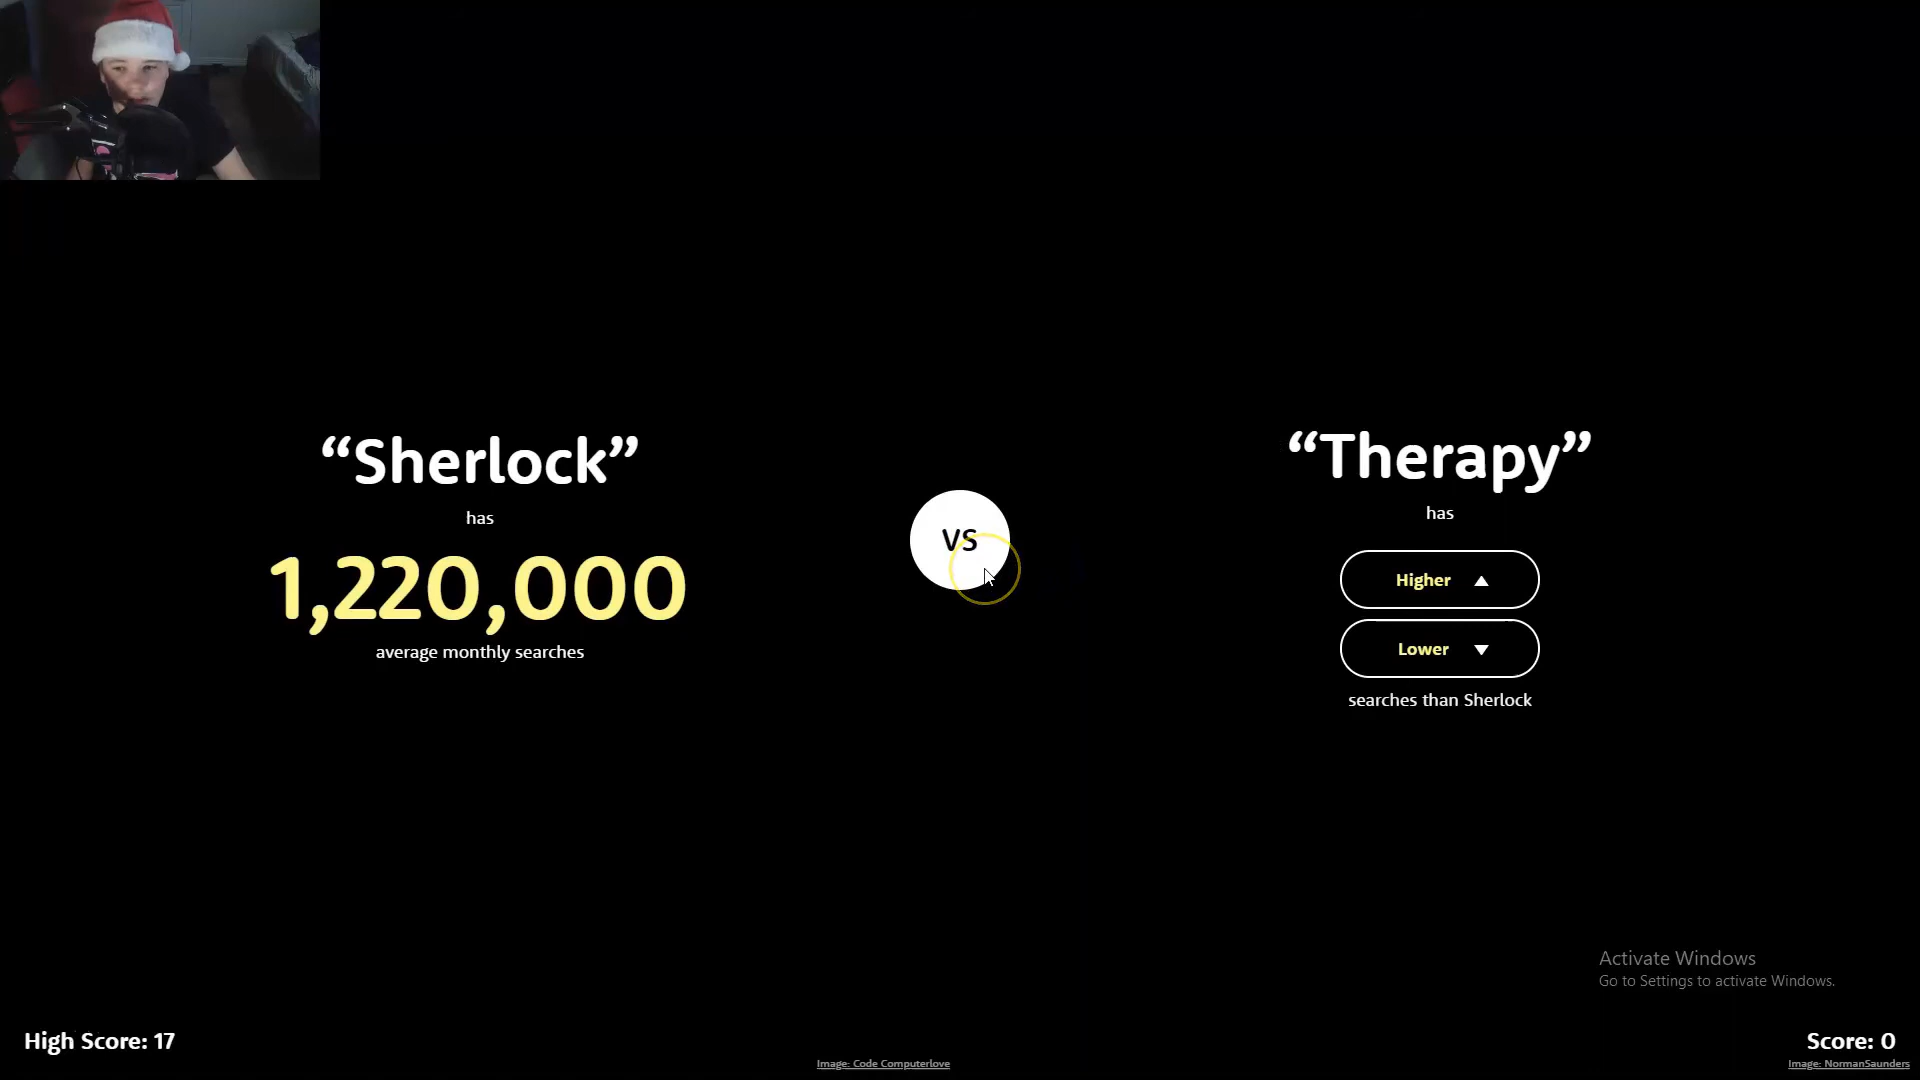 “Sherlock”
has
1,220,000
average monthly searches
VS
“Therapy”
has
Higher
Lower
searches than Sherlock
Activate Windows
Go to Settings to activate Windows.
High Score: 17
Score: 0
Image: Code Computerlove
Image: NormanSaunders